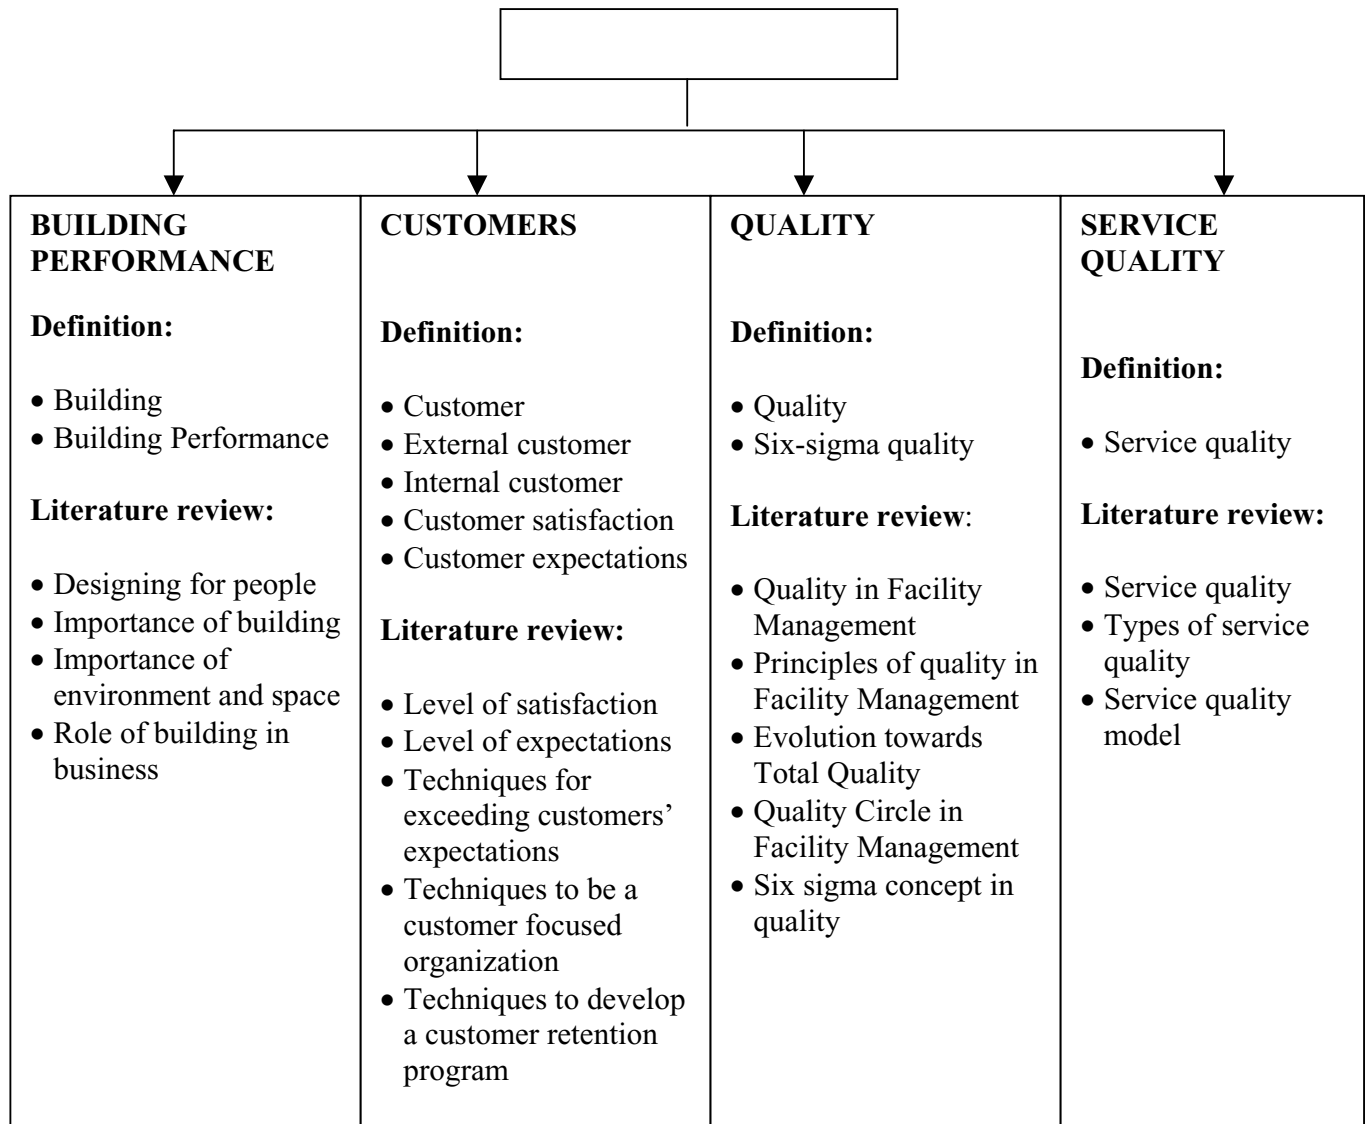 BUILDING
PERFORMANCE
Definition:
• Building
• Building Performance
Literature review:
• Designing for people
• Importance of building
• Importance of
environment and space
• Role of building in
business
CUSTOMERS
Definition:
• Customer
• External customer
• Internal customer
• Customer satisfaction
• Customer expectations
Literature review:
• Level of satisfaction
• Level of expectations
• Techniques for
exceeding customers’
expectations
• Techniques to be a
customer focused
organization
• Techniques to develop
a customer retention
program
QUALITY
Definition:
• Quality
• Six-sigma quality
Literature review:
• Quality in Facility
Management
• Principles of quality in
Facility Management
• Evolution towards
Total Quality
• Quality Circle in
Facility Management
• Six sigma concept in
quality
SERVICE
QUALITY
Definition:
• Service quality
Literature review:
• Service quality
• Types of service
quality
• Service quality
model